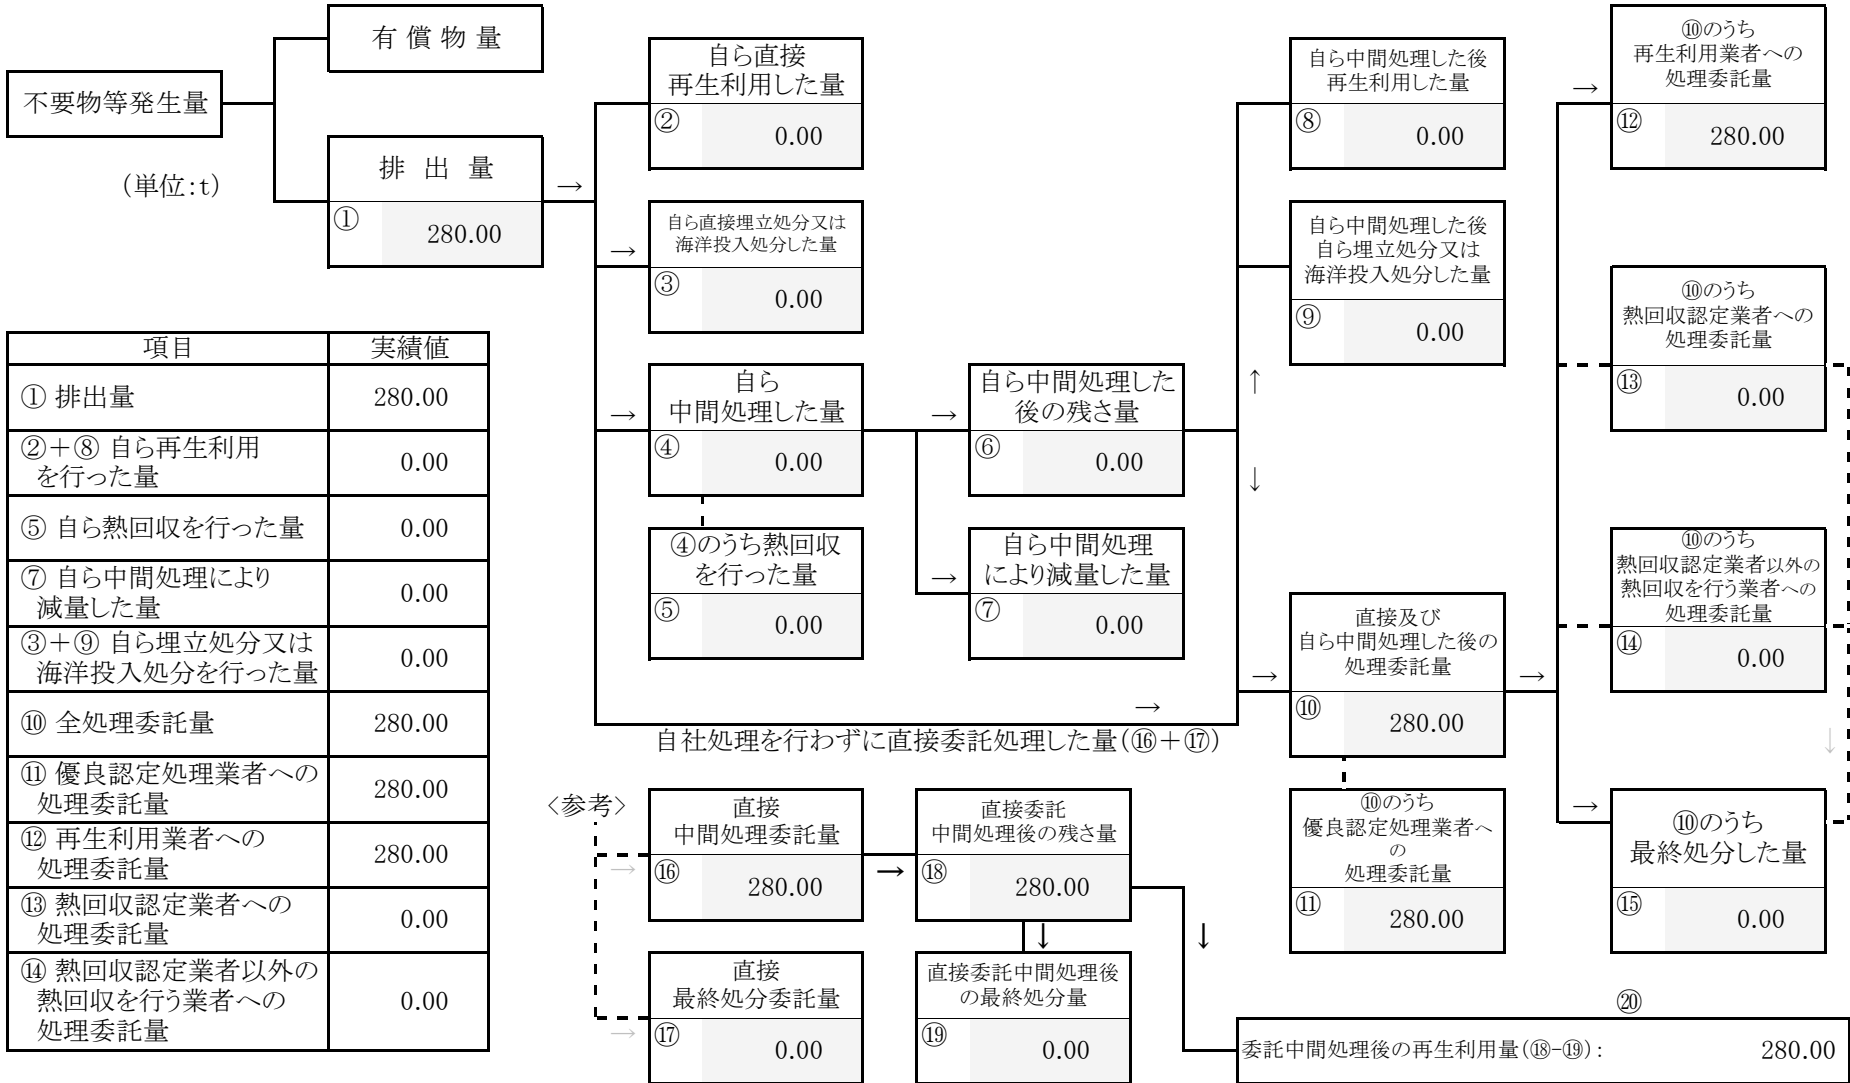 不要物等発生量
(単位:t)
有 償 物 量
排 出 量
→
①
280.00
自ら直接
再生利用した量
②
0.00
→
自ら直接埋立処分又は
海洋投入処分した量
③
0.00
→
自ら
中間処理した量
④
0.00
④のうち熱回収
を行った量
⑤
0.00
→
自ら中間処理した
後の残さ量
⑥
0.00
→
自ら中間処理
により減量した量
⑦
0.00
↑
↓
自ら中間処理した後
再生利用した量
⑧
0.00
自ら中間処理した後
自ら埋立処分又は
海洋投入処分した量
⑨
0.00
→
自社処理を行わずに直接委託処理した量(⑯+⑰)
→
直接及び
自ら中間処理した後の
処理委託量
⑩
280.00
→
⑩のうち
優良認定処理業者へ
の
処理委託量
⑪
280.00
→
⑩のうち
再生利用業者への
処理委託量
⑫
280.00
⑩のうち
熱回収認定業者への
処理委託量
⑬
0.00
⑩のうち
熱回収認定業者以外の
熱回収を行う業者への
処理委託量
⑭
0.00
↓
→
⑩のうち
最終処分した量
⑮
0.00
項目 実績値
① 排出量 280.00
②+⑧ 自ら再生利用
を行った量 0.00
⑤ 自ら熱回収を行った量 0.00
⑦ 自ら中間処理により
減量した量 0.00
③+⑨ 自ら埋立処分又は
海洋投入処分を行った量 0.00
⑩ 全処理委託量 280.00
⑪ 優良認定処理業者への
処理委託量 280.00
⑫ 再生利用業者への
処理委託量 280.00
⑬ 熱回収認定業者への
処理委託量 0.00
⑭ 熱回収認定業者以外の
熱回収を行う業者への
処理委託量 0.00
<参考>
→
直接
中間処理委託量
⑯
280.00
→
直接委託
中間処理後の残さ量
⑱
280.00
↓
↓
→
直接
最終処分委託量
⑰
0.00
直接委託中間処理後
の最終処分量
⑲
0.00
⑳
委託中間処理後の再生利用量(⑱-⑲): 280.00